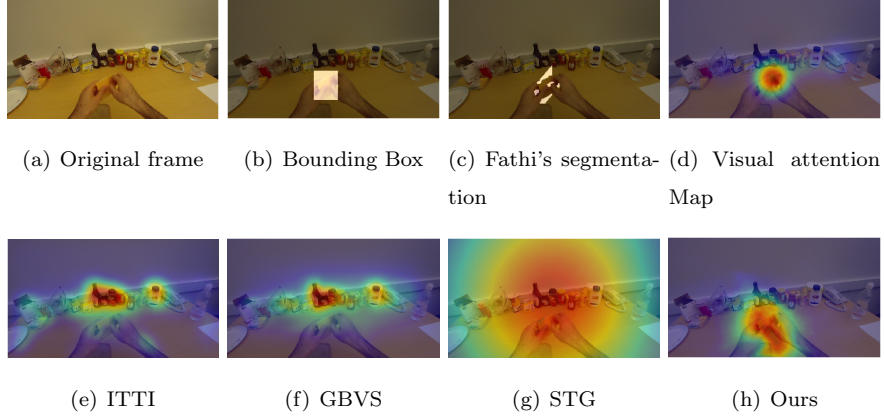 (a) Original frame
(b) Bounding Box
(c) Fathi's segmenta-
tion
(d) Visual attention
Map
(e) ITTI
(f) GBVS
(g) STG
(h) Ours